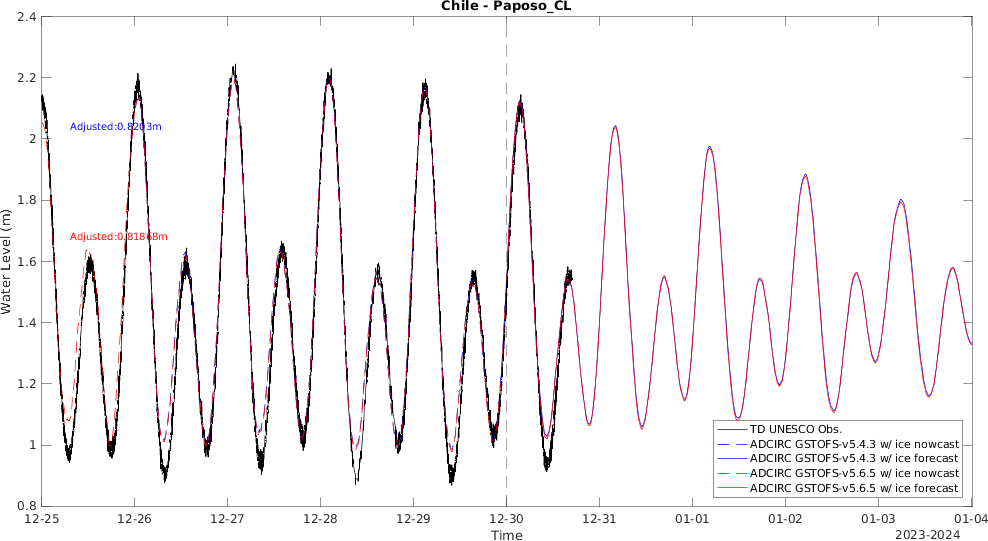 Chile - Paposo_CL
2.4
2.2
2
1.8
1.6
1.4
1.2
1
0.8
Water Level (m)
Adjusted:0.8203m
Adjusted:0.81868m
TD UNESCO Obs.
ADCIRC GSTOFS-v5.4.3 w/ ice nowcast
ADCIRC GSTOFS-v5.4.3 w/ ice forecast
ADCIRC GSTOFS-v5.6.5 w/ ice nowcast
ADCIRC GSTOFS-v5.6.5 w/ ice forecast
12-25 12-26 12-27 12-28 12-29 12-30 12-31 01-01 01-02 01-03 01-04
Time
2023-2024